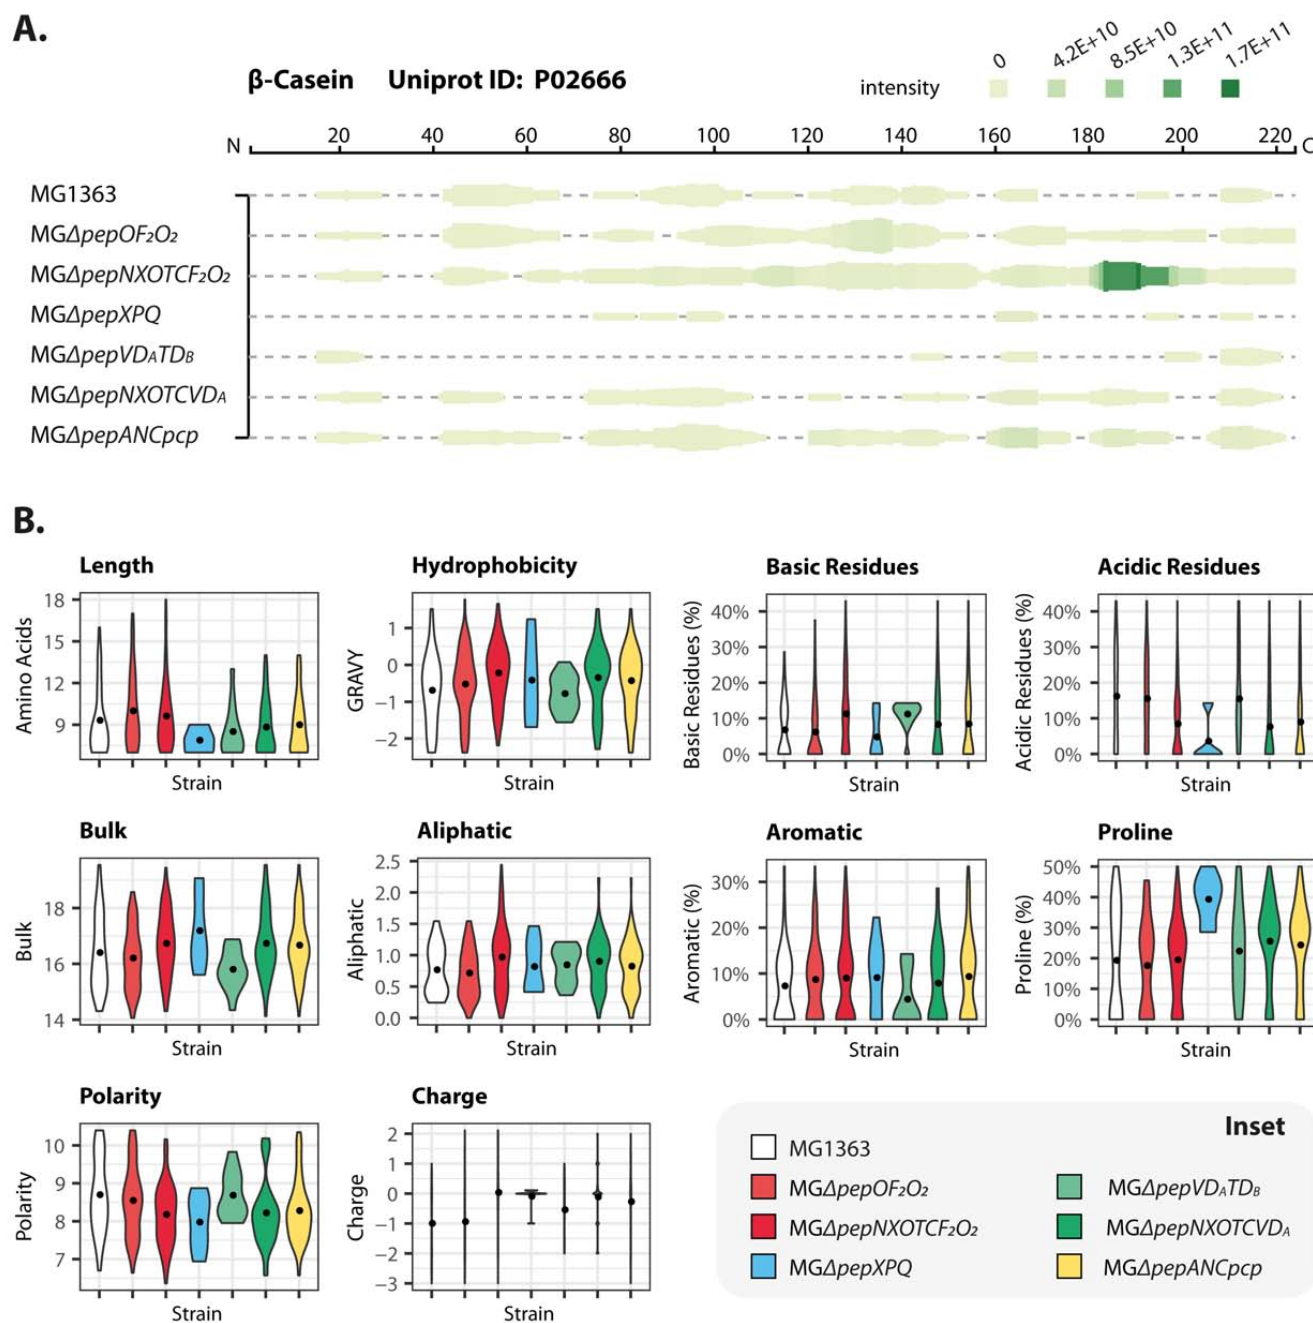 A.
β-Casein Uniprot ID: P02666
intensity 0 4.2E+10 8.5E+10 1.3E+11 1.7E+11
N 20 40 60 80 100 120 140 160 180 200 220 C
MG1363
MGΔpepOF₂O₂
MGΔpepNXOTCF₂O₂
MGΔpepXPQ
MGΔpepVDATDB
MGΔpepNXOTCVDA
MGΔpepANCpcp
B.
Length
Amino Acids
18
15
12
9
Strain
Hydrophobicity
GRAVY
1
0
−1
−2
Strain
Basic Residues
Basic Residues (%)
40%
30%
20%
10%
0%
Strain
Acidic Residues
Acidic Residues (%)
40%
30%
20%
10%
0%
Strain
Bulk
Bulk
18
16
14
Strain
Aliphatic
Aliphatic
2.5
2.0
1.5
1.0
0.5
0.0
Strain
Aromatic
Aromatic (%)
30%
20%
10%
0%
Strain
Proline
Proline (%)
50%
40%
30%
20%
10%
0%
Strain
Polarity
Polarity
10
9
8
7
Strain
Charge
Charge
2
1
0
−1
−2
−3
Strain
Inset
MG1363
MGΔpepOF₂O₂
MGΔpepNXOTCF₂O₂
MGΔpepXPQ
MGΔpepVDATDB
MGΔpepNXOTCVDA
MGΔpepANCpcp